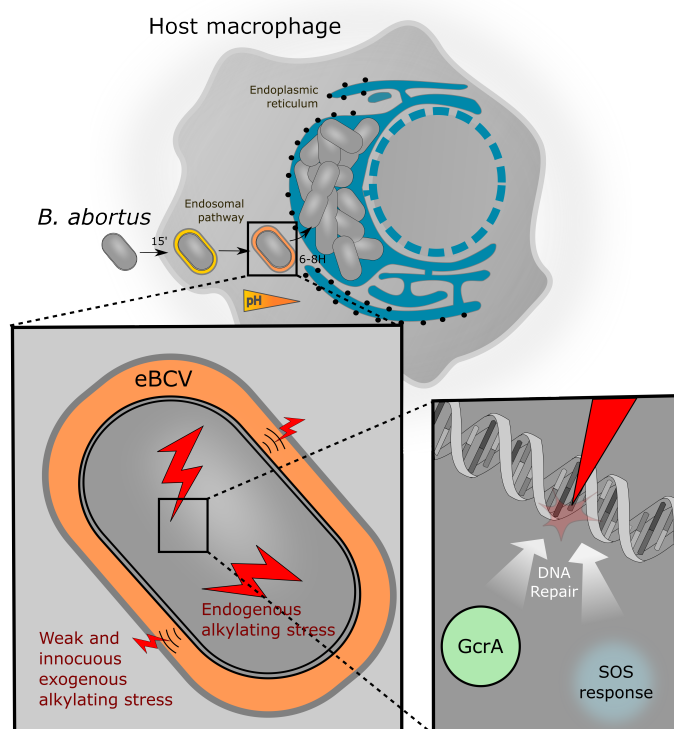 Host macrophage
Endoplasmic
reticulum
Endosomal
pathway
B. abortus
15'
6-8H
pH
eBCV
Endogenous
alkylating stress
Weak and
innocuous
exogenous
alkylating stress
DNA
Repair
GcrA
SOS
response